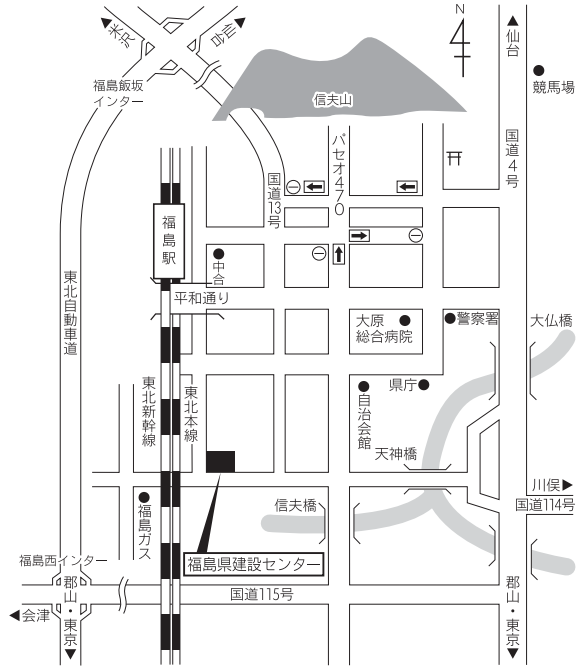 N
米沢
仙台
仙台
競馬場
福島飯坂
インター
信夫山
パセオ470
国道4号
国道13号
福島駅
中合
平和通り
東北自動車道
大原
総合病院
警察署
大仏橋
東北新幹線
東北本線
自治会館
県庁
天神橋
川俣
国道114号
福島ガス
信夫橋
福島西インター
福島県建設センター
国道115号
会津
郡山・東京
郡山・東京